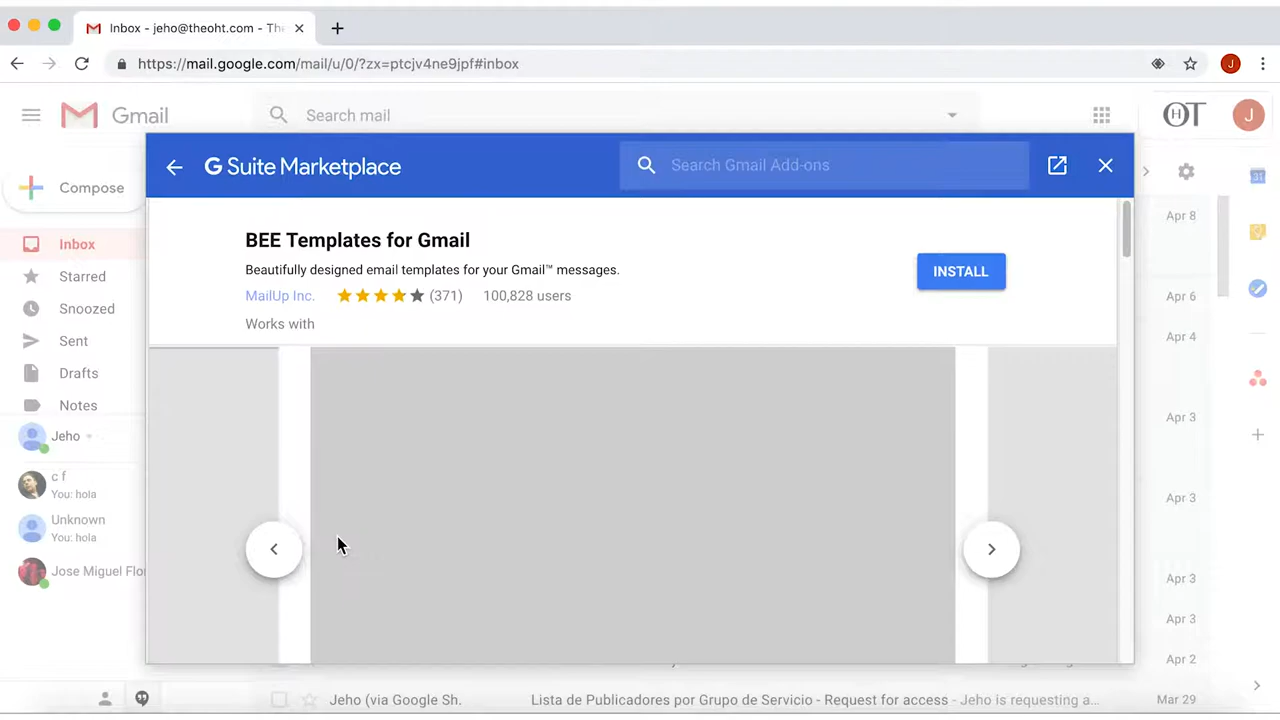 Inbox - jeho@theoht.com - Th
https://mail.google.com/mail/u/0/?zx=ptcjv4ne9jpf#inbox
J
Gmail
Search mail
HOT
J
G Suite Marketplace
Search Gmail Add-ons
Compose
31
Inbox
Starred
Snoozed
Sent
Drafts
Notes
Jeho
c f
You: hola
Unknown
You: hola
Jose Miguel Flor
BEE Templates for Gmail
Beautifully designed email templates for your Gmail™ messages.
MailUp Inc. (371) 100,828 users
Works with
INSTALL
Apr 8
Apr 6
Apr 4
Apr 3
Apr 3
Apr 3
Apr 3
Apr 2
Jeho (via Google Sh. Lista de Publicadores por Grupo de Servicio - Request for access - Jeho is requesting a... Mar 29